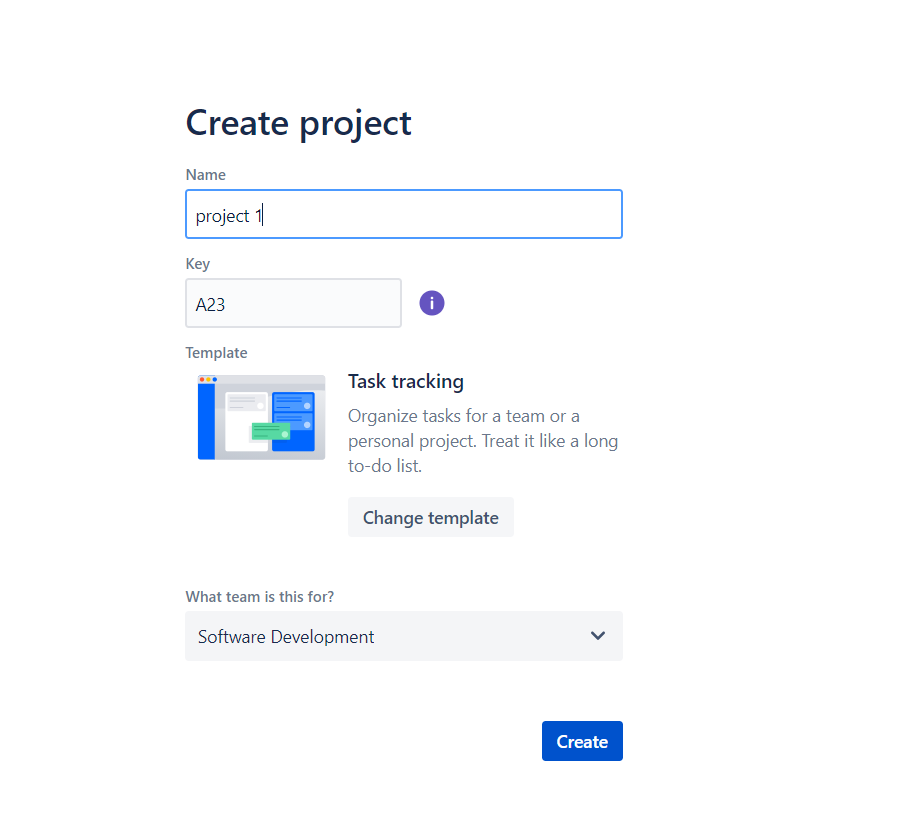 Create project
Name
project 1
Key
A23
i
Template
Task tracking
Organize tasks for a team or a
personal project. Treat it like a long
to-do list.
Change template
What team is this for?
Software Development
Create